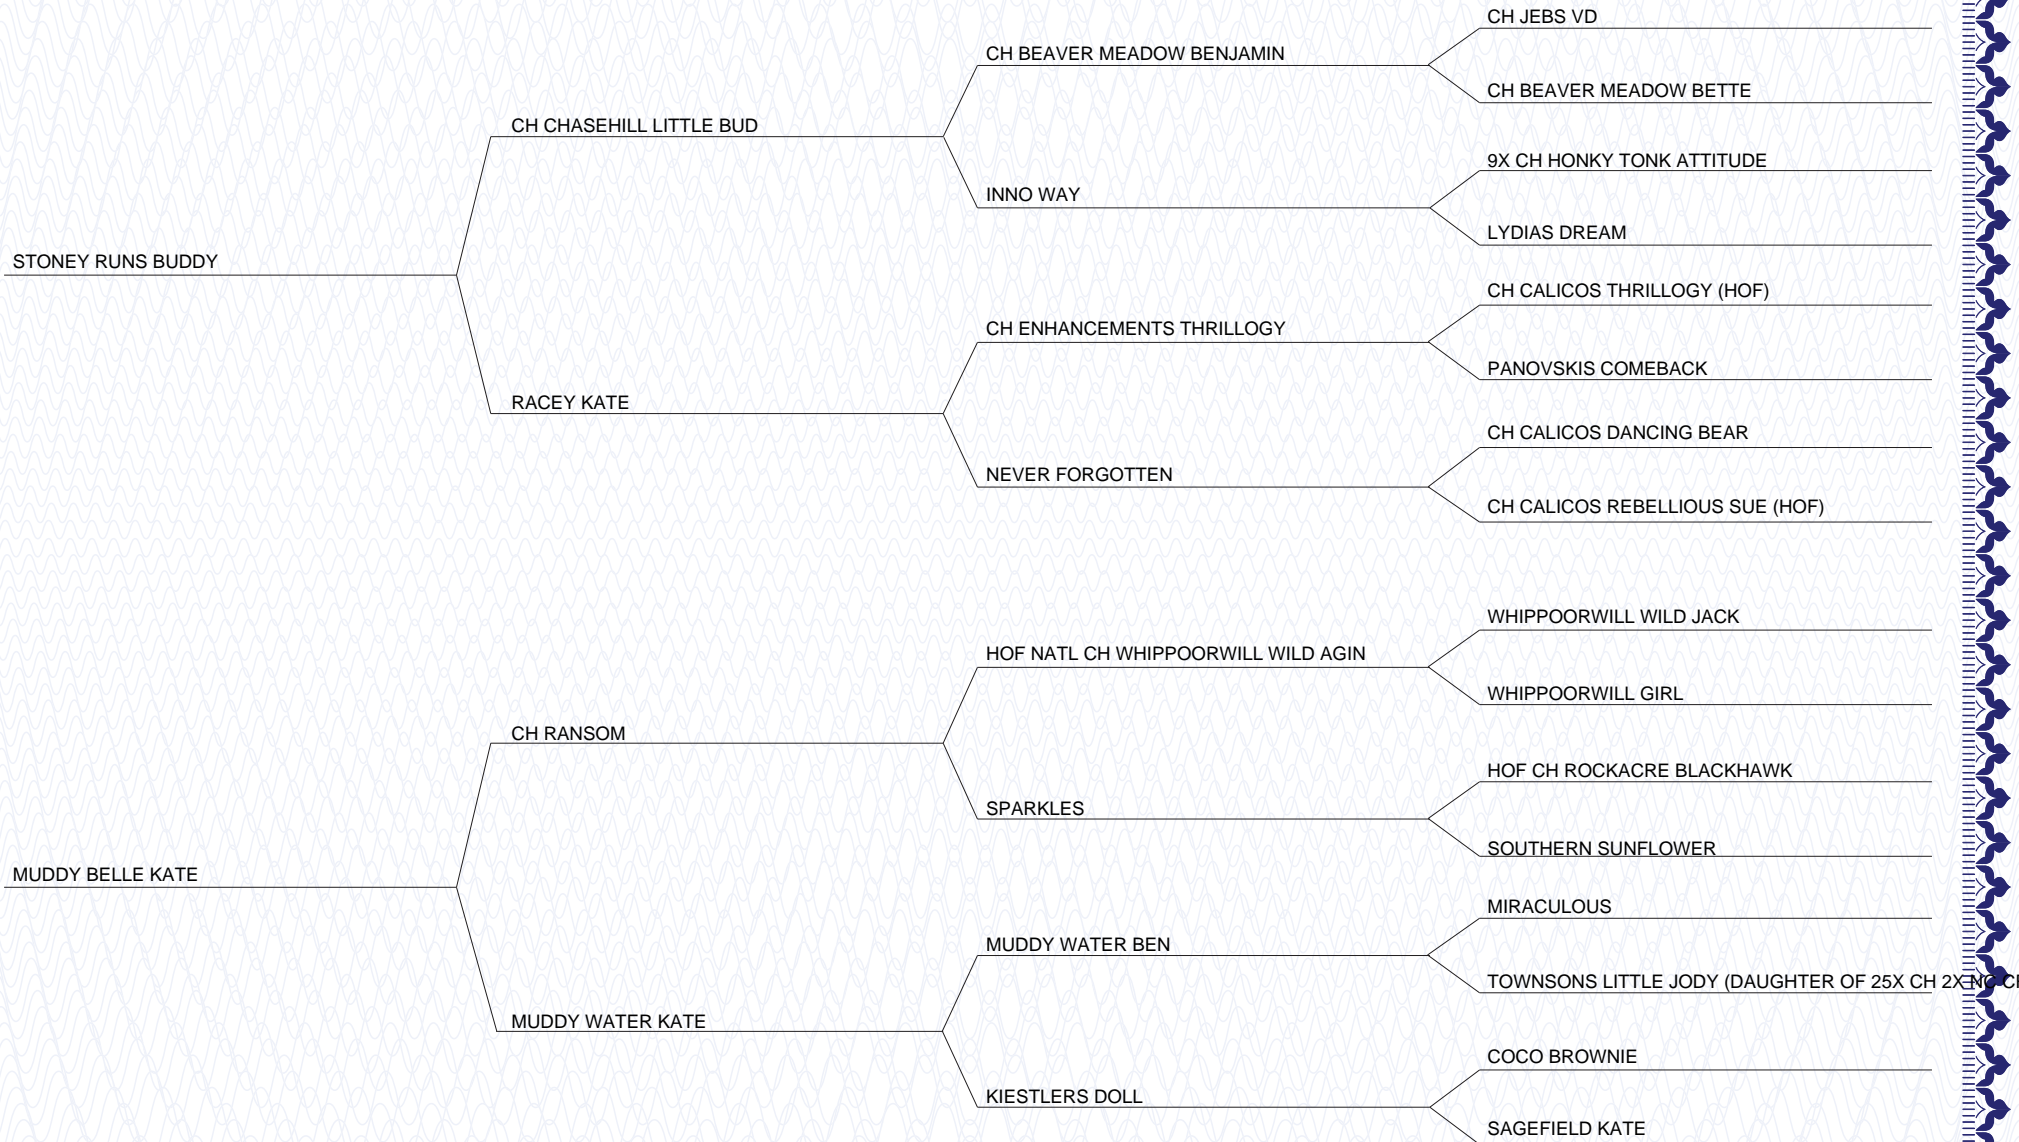 CH JEBS VD
CH BEAVER MEADOW BENJAMIN
CH BEAVER MEADOW BETTE
CH CHASEHILL LITTLE BUD
9X CH HONKY TONK ATTITUDE
INNO WAY
LYDIAS DREAM
STONEY RUNS BUDDY
CH CALICOS THRILLOGY (HOF)
CH ENHANCEMENTS THRILLOGY
PANOVSKIS COMEBACK
RACEY KATE
CH CALICOS DANCING BEAR
NEVER FORGOTTEN
CH CALICOS REBELLIOUS SUE (HOF)
WHIPPOORWILL WILD JACK
HOF NATL CH WHIPPOORWILL WILD AGIN
WHIPPOORWILL GIRL
CH RANSOM
HOF CH ROCKACRE BLACKHAWK
SPARKLES
SOUTHERN SUNFLOWER
MUDDY BELLE KATE
MIRACULOUS
MUDDY WATER BEN
TOWNSONS LITTLE JODY (DAUGHTER OF 25X CH 2X NC
MUDDY WATER KATE
COCO BROWNIE
KIESTLERS DOLL
SAGEFIELD KATE